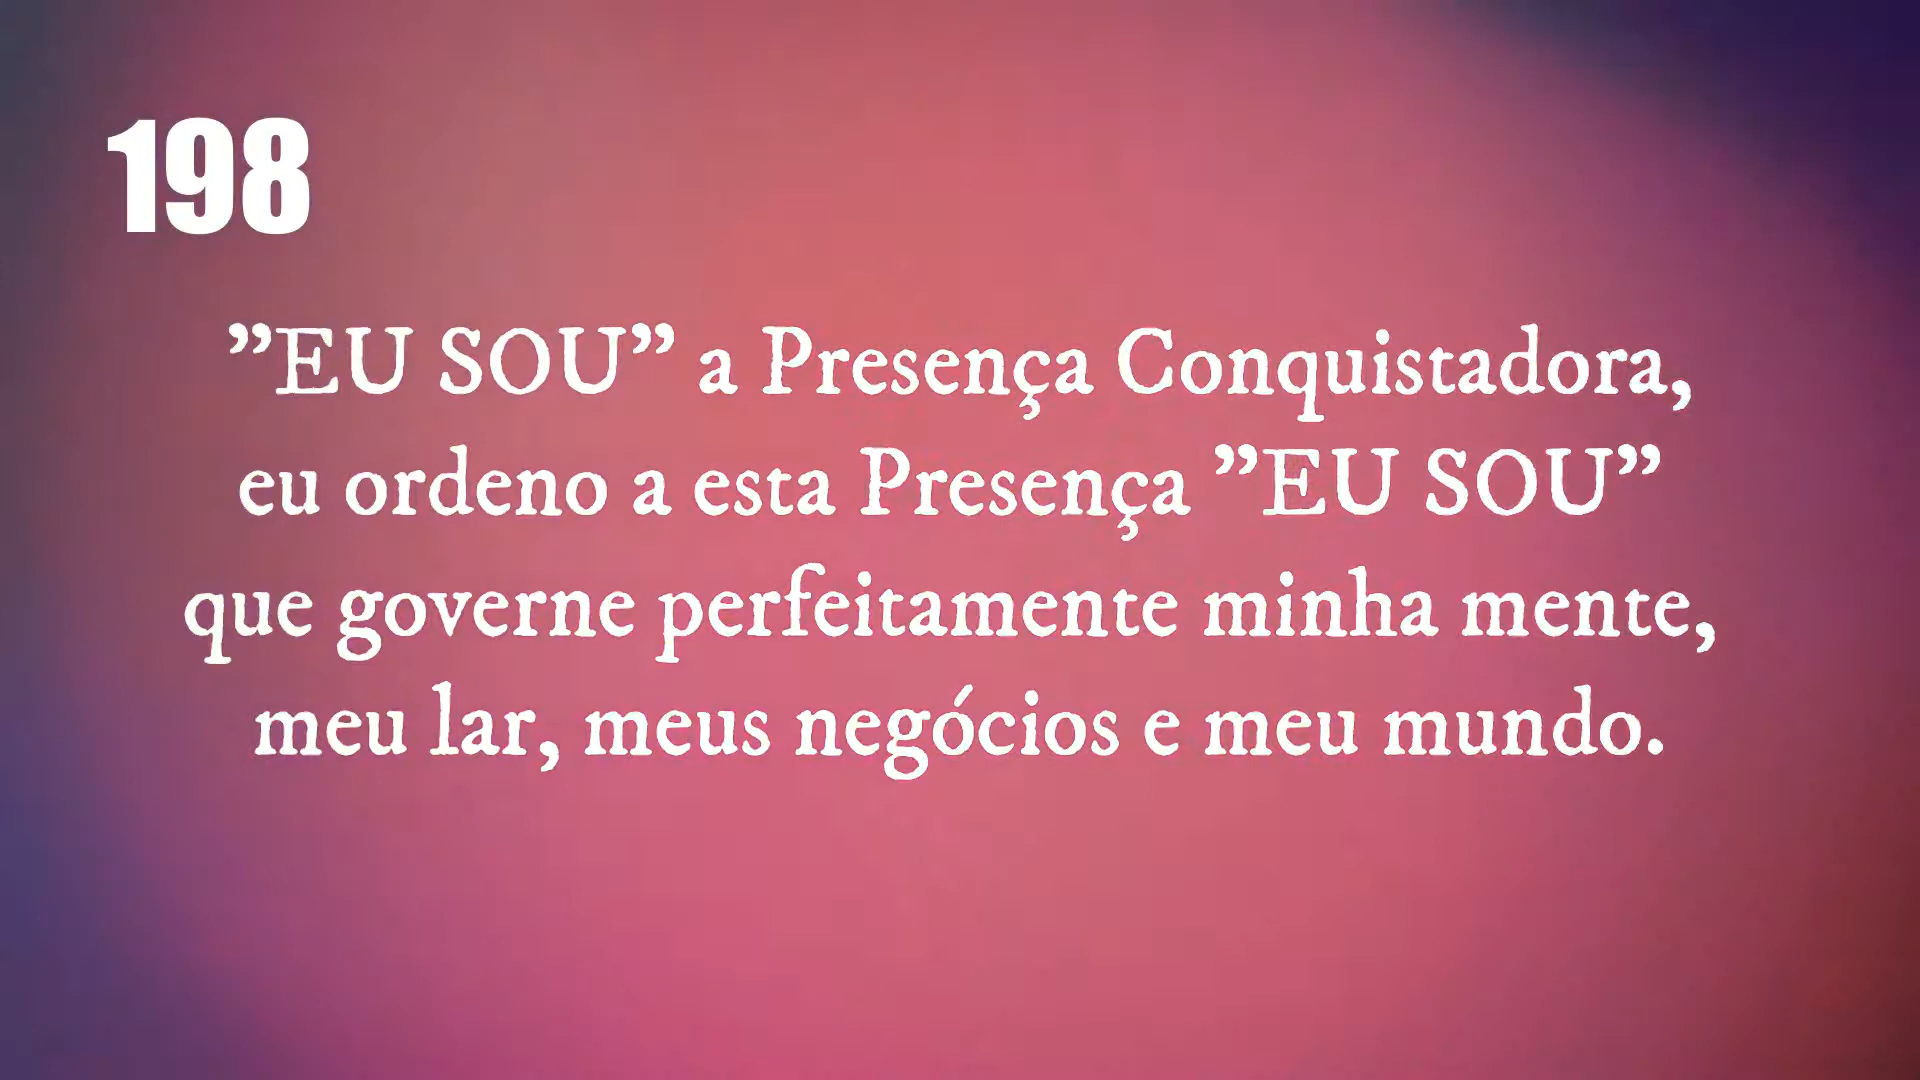 198
”EU SOU” a Presença Conquistadora,
eu ordeno a esta Presença ”EU SOU”
que governe perfeitamente minha mente,
meu lar, meus negócios e meu mundo.